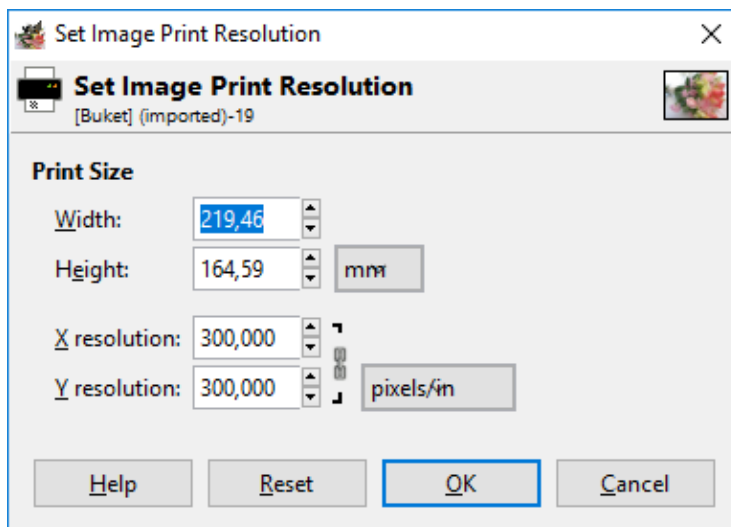 Set Image Print Resolution
Set Image Print Resolution
[Buket] (imported)-19
Print Size
Width: 219,46
Height: 164,59 mm
X resolution: 300,000
Y resolution: 300,000 pixels/in
Help Reset OK Cancel